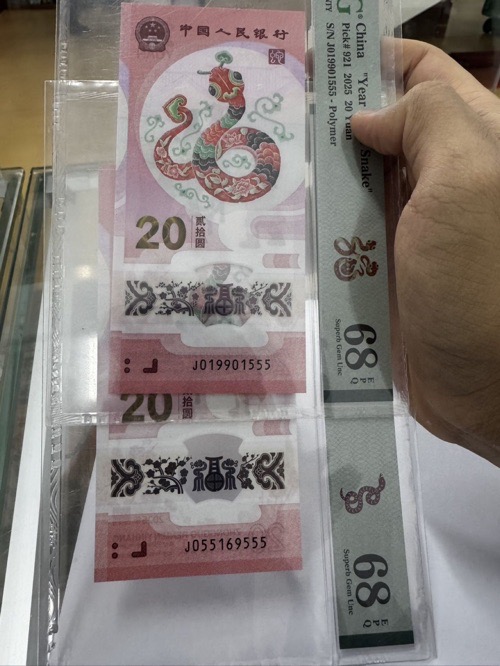 中国人民银行
20
贰拾圆
福
J019901555
20
拾圆
福
J055169555
G® China "Year Snake"
Pick# 921 2025 20 Yuan
S/N J019901555 - Polymer
68 EPQ
Superb Gem Unc
68 EPQ
Superb Gem Unc